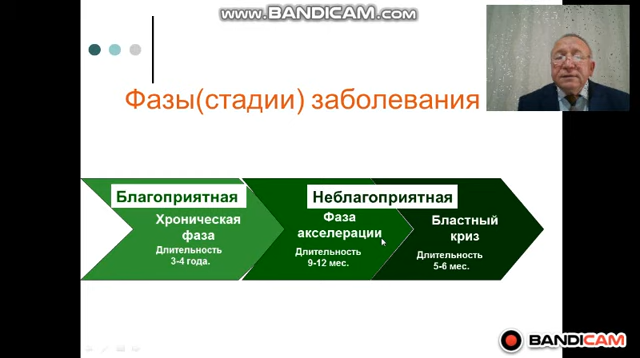 www.BANDICAM.com
Фазы(стадии) заболевания
Благоприятная
Неблагоприятная
Хроническая
фаза
Длительность
3-4 года.
Фаза
акселерации
Длительность
9-12 мес.
Бластный
криз
Длительность
5-6 мес.
BANDICAM